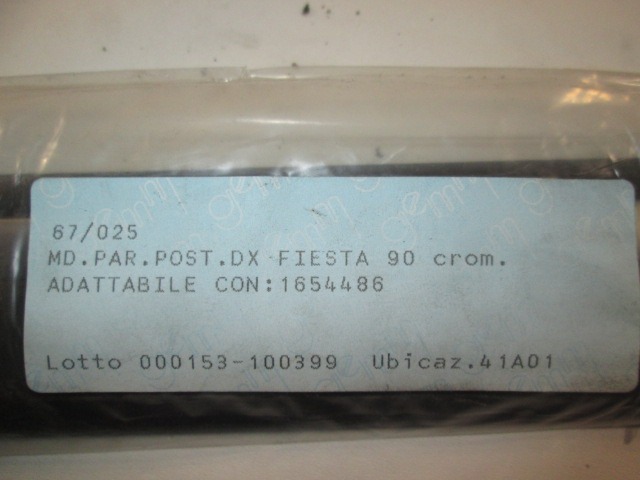 67/025
MD.PAR.POST.DX FIESTA 90 crom.
ADATTABILE CON:1654486
Lotto 000153-100399 Ubicaz.41A01